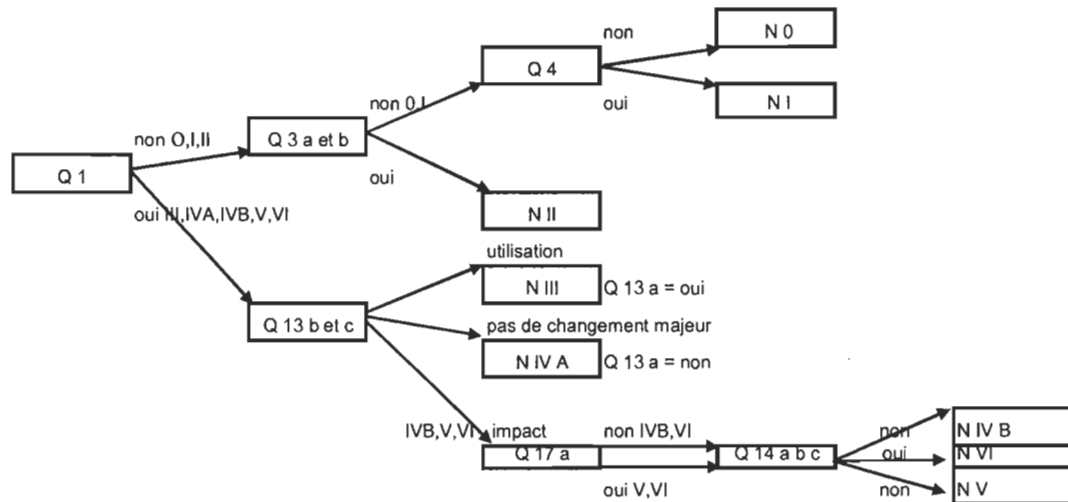 non
N 0
Q 4
non 0,I
oui
N I
non O,I,II
Q 3 a et b
Q 1
oui
oui III,IVA,IVB,V,VI
N II
utilisation
N III
Q 13 a = oui
Q 13 b et c
pas de changement majeur
N IV A
Q 13 a = non
IVB,V,VI
impact
non IVB,VI
non
N IV B
Q 17 a
Q 14 a b c
oui
N VI
oui V,VI
non
N V